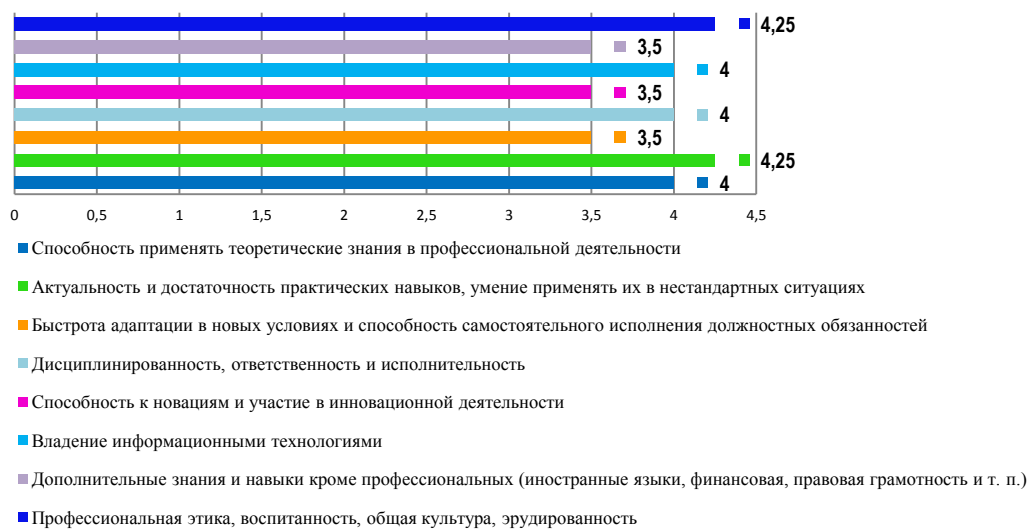 4,25
3,5
4
3,5
4
3,5
4,25
4
0 0,5 1 1,5 2 2,5 3 3,5 4 4,5
Способность применять теоретические знания в профессиональной деятельности
Актуальность и достаточность практических навыков, умение применять их в нестандартных ситуациях
Быстрота адаптации в новых условиях и способность самостоятельного исполнения должностных обязанностей
Дисциплинированность, ответственность и исполнительность
Способность к новациям и участие в инновационной деятельности
Владение информационными технологиями
Дополнительные знания и навыки кроме профессиональных (иностранные языки, финансовая, правовая грамотность и т. п.)
Профессиональная этика, воспитанность, общая культура, эрудированность